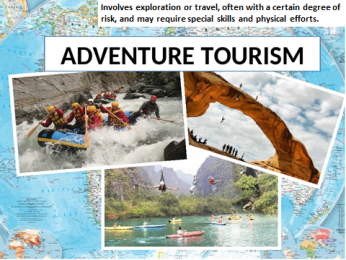 Involves exploration or travel, often with a certain degree of
risk, and may require special skills and physical efforts.
ADVENTURE TOURISM